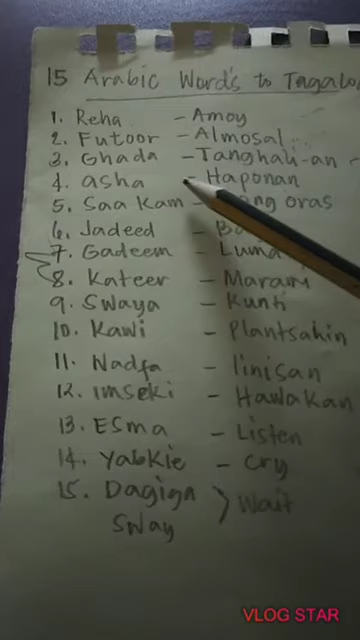 15 Arabic Words to Tagalo
1. Reha - Amoy
2. Futoor - Almosal
3. Ghada - Tanghali-an
4. asha - Haponan
5. Saa Kam - oras
6. Jadeed -
7. Gadeem - Luma
8. Kateer - Marami
9. Swaya - Kunti
10. Kawi - Plantsahin
11. Nadfa - linisan
12. imseki - Hawakan
13. Esma - Listen
14. Yabkie - Cry
15. Dagiga } Wait
Sway
VLOG STAR